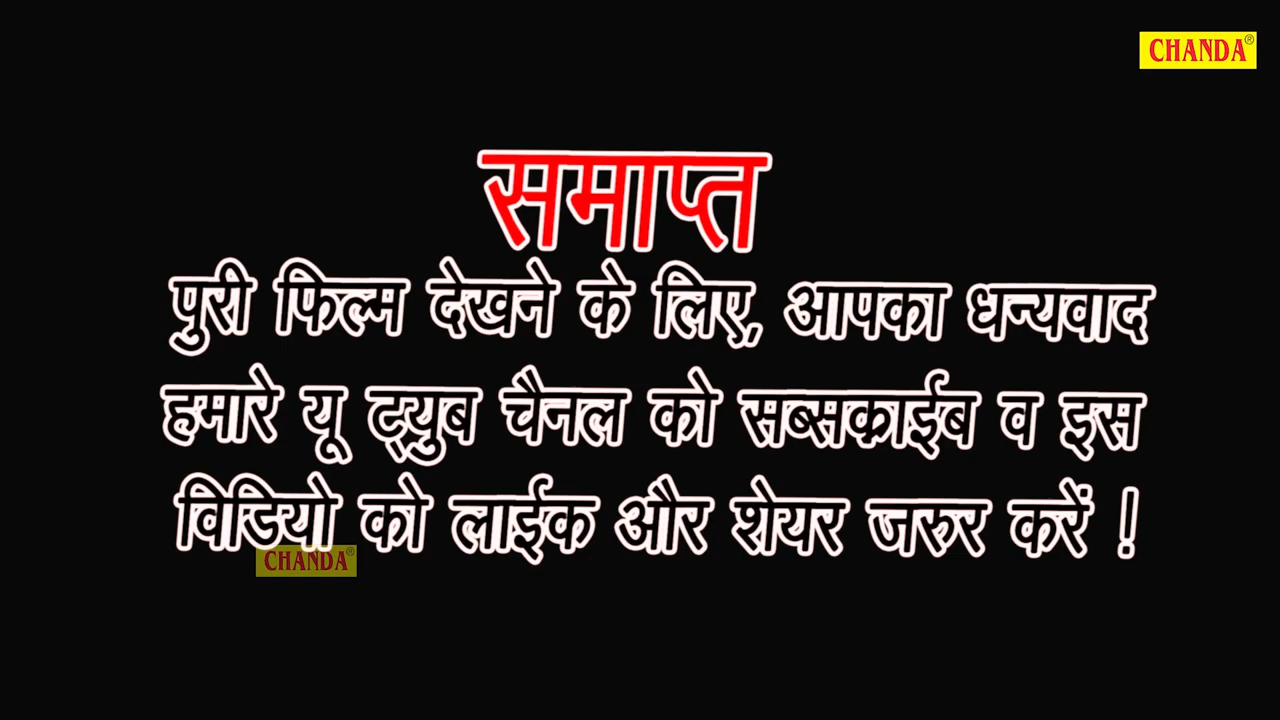 CHANDA®
समाप्त
पुरी फिल्म देखने के लिए, आपका धन्यवाद
हमारे यू ट्युब चैनल को सब्सक्राईब व इस
विडियो को लाईक और शेयर जरुर करें !
CHANDA®